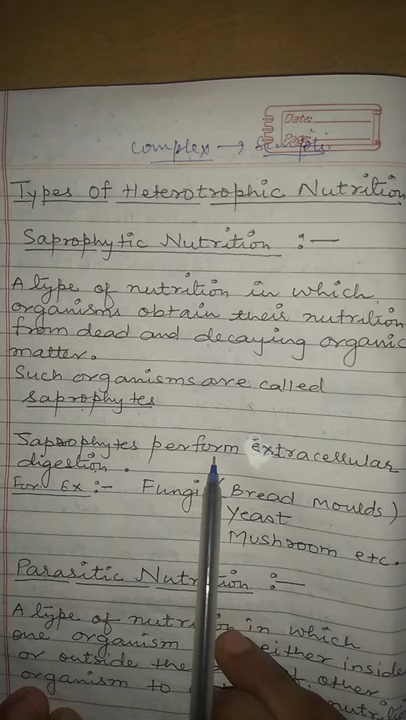 Date:
Page:
complex → simple
Types of Heterotrophic Nutrition
Saprophytic Nutrition :—
A type of nutrition in which
organisms obtain their nutrition
from dead and decaying organic
matter.
Such organisms are called
saprophytes
Saprophytes perform extracellular
digestion.
For Ex :- Fungi (Bread Moulds)
Yeast
Mushroom etc.
Parasitic Nutrition :—
A type of nutrition in which
one organism either inside
or outside the of other
organism to